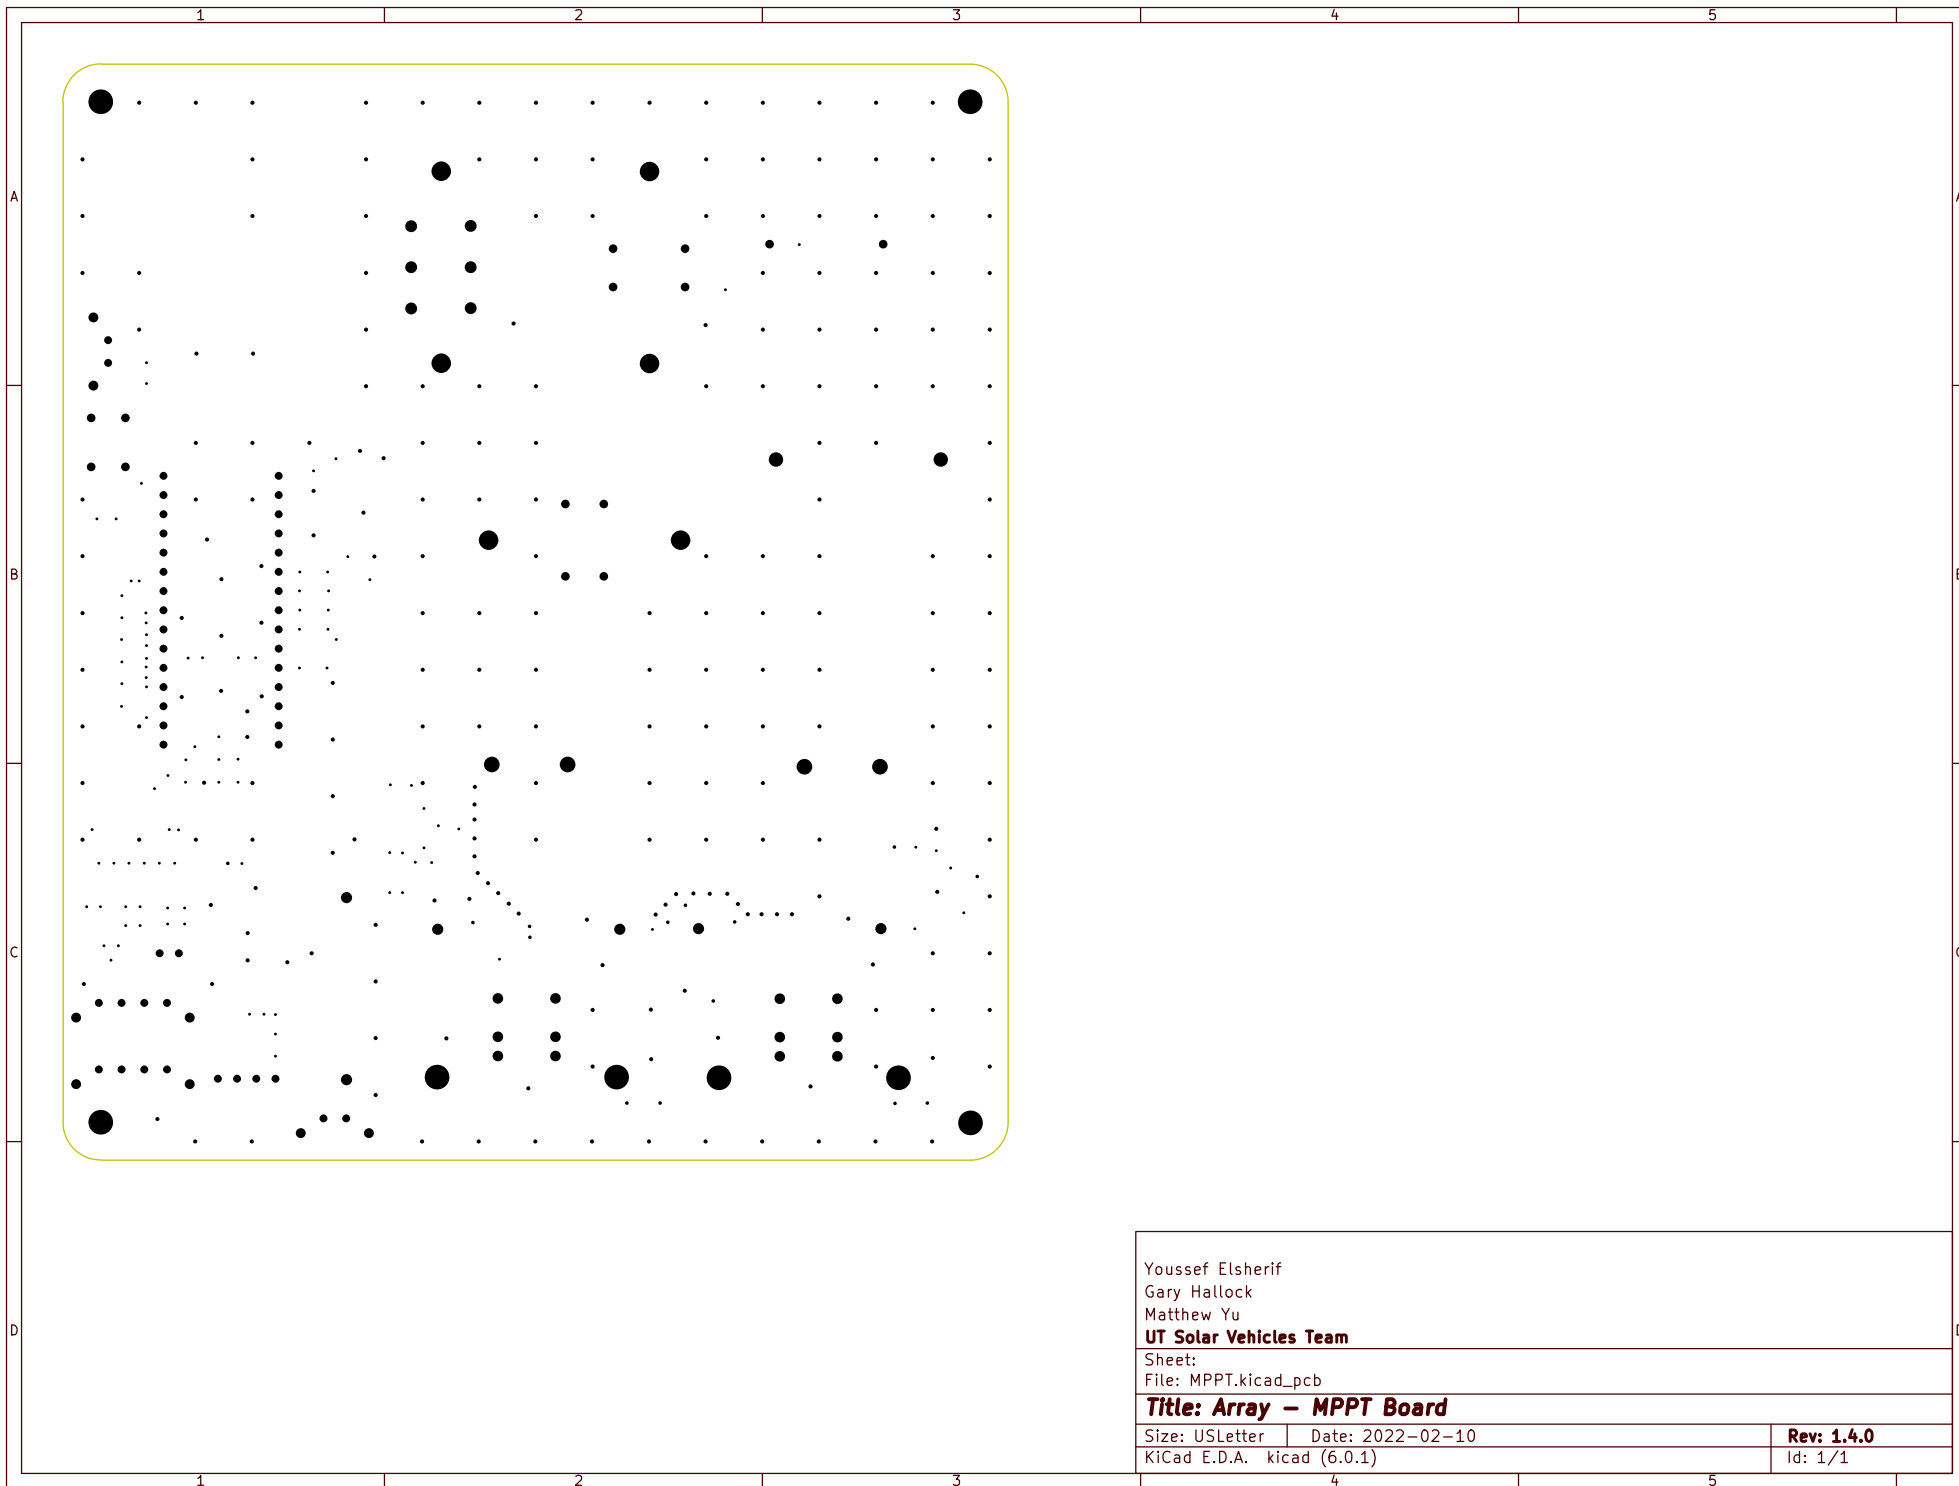 1 2 3 4 5
A A
B B
C C
D D
Youssef Elsherif
Gary Hallock
Matthew Yu
UT Solar Vehicles Team
Sheet:
File: MPPT.kicad_pcb
Title: Array – MPPT Board
Size: USLetter Date: 2022-02-10 Rev: 1.4.0
KiCad E.D.A. kicad (6.0.1) Id: 1/1
1 2 3 4 5